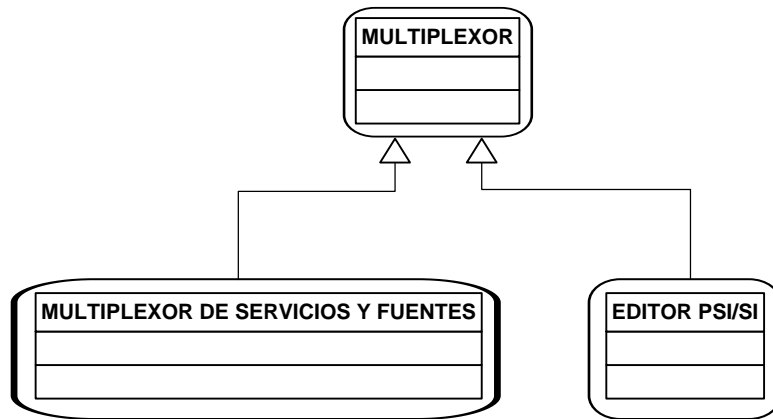 MULTIPLEXOR
MULTIPLEXOR DE SERVICIOS Y FUENTES
EDITOR PSI/SI